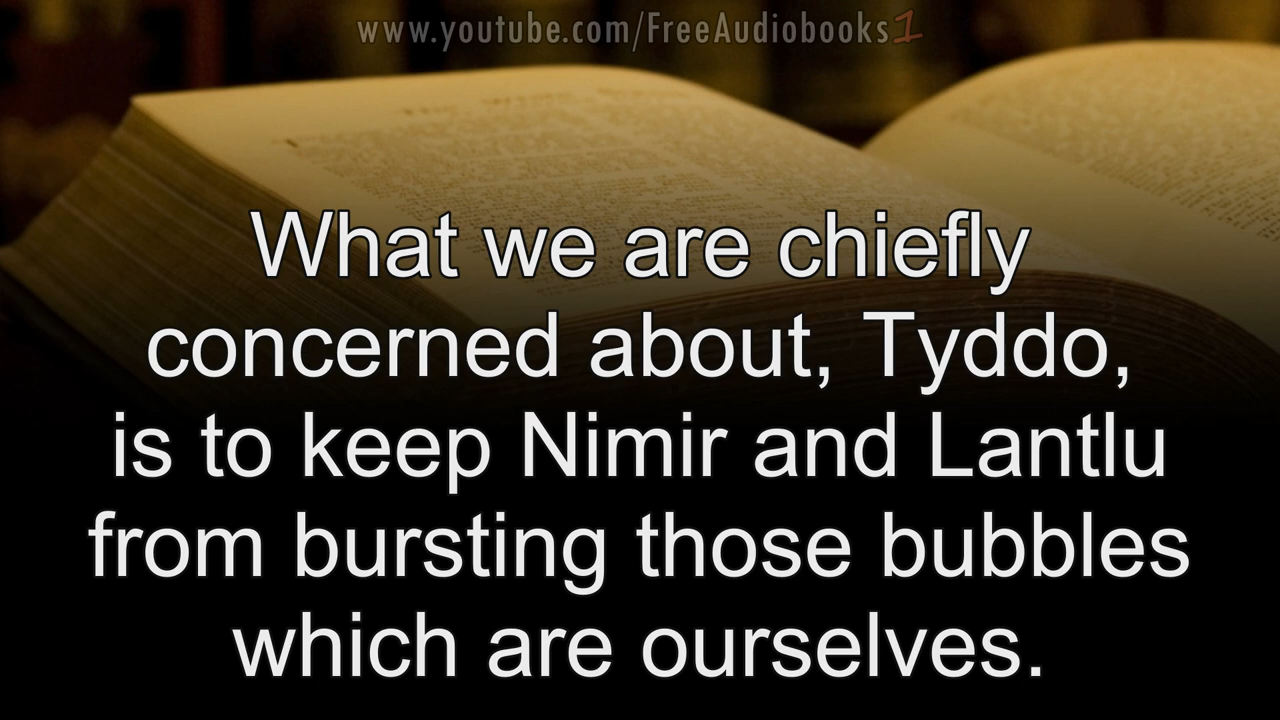 www.youtube.com/FreeAudiobooks1
What we are chiefly
concerned about, Tyddo,
is to keep Nimir and Lantlu
from bursting those bubbles
which are ourselves.